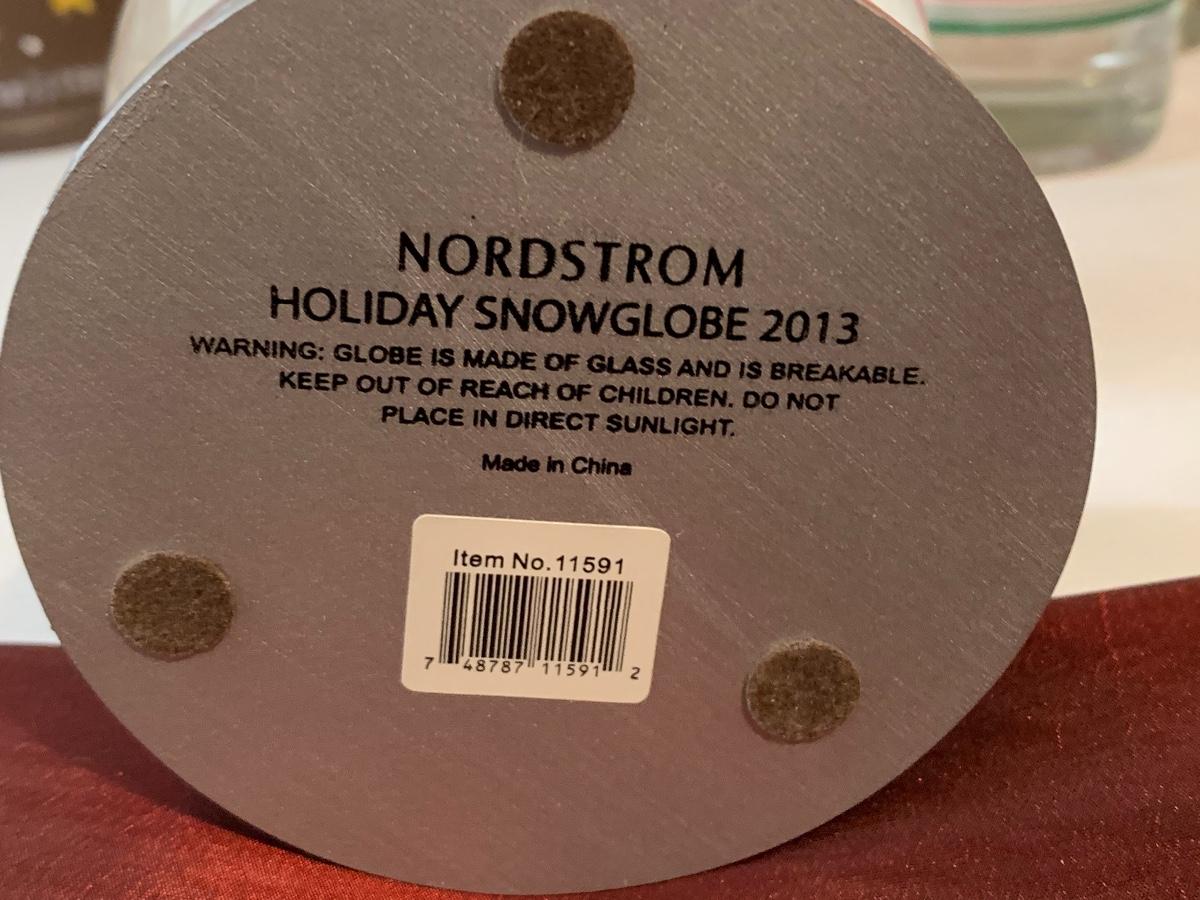 NORDSTROM
HOLIDAY SNOWGLOBE 2013
WARNING: GLOBE IS MADE OF GLASS AND IS BREAKABLE.
KEEP OUT OF REACH OF CHILDREN. DO NOT
PLACE IN DIRECT SUNLIGHT.
Made in China
Item No.11591
7 48787 11591 2